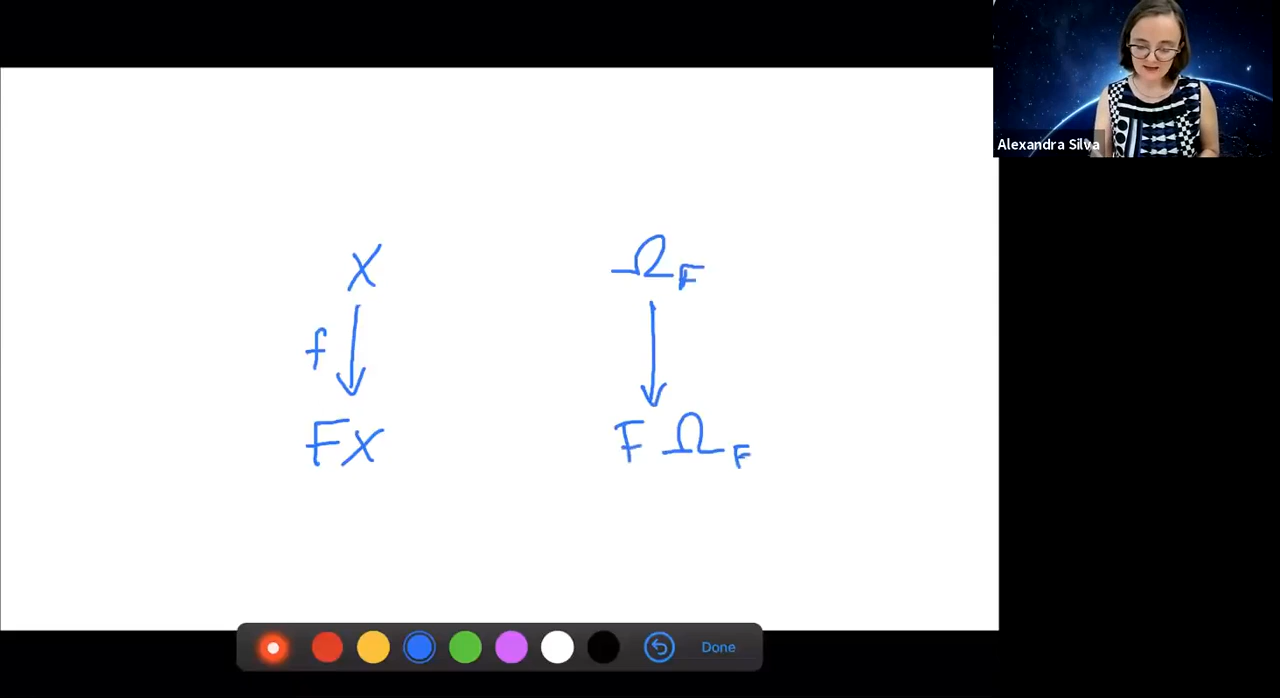 Alexandra Silva
X Ω_F
f
FX F Ω_F
Done